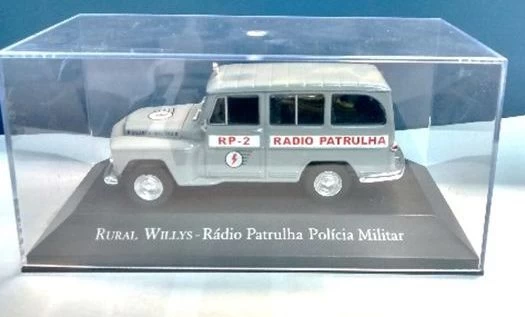 RP-2 RADIO PATRULHA
RURAL WILLYS - Rádio Patrulha Polícia Militar